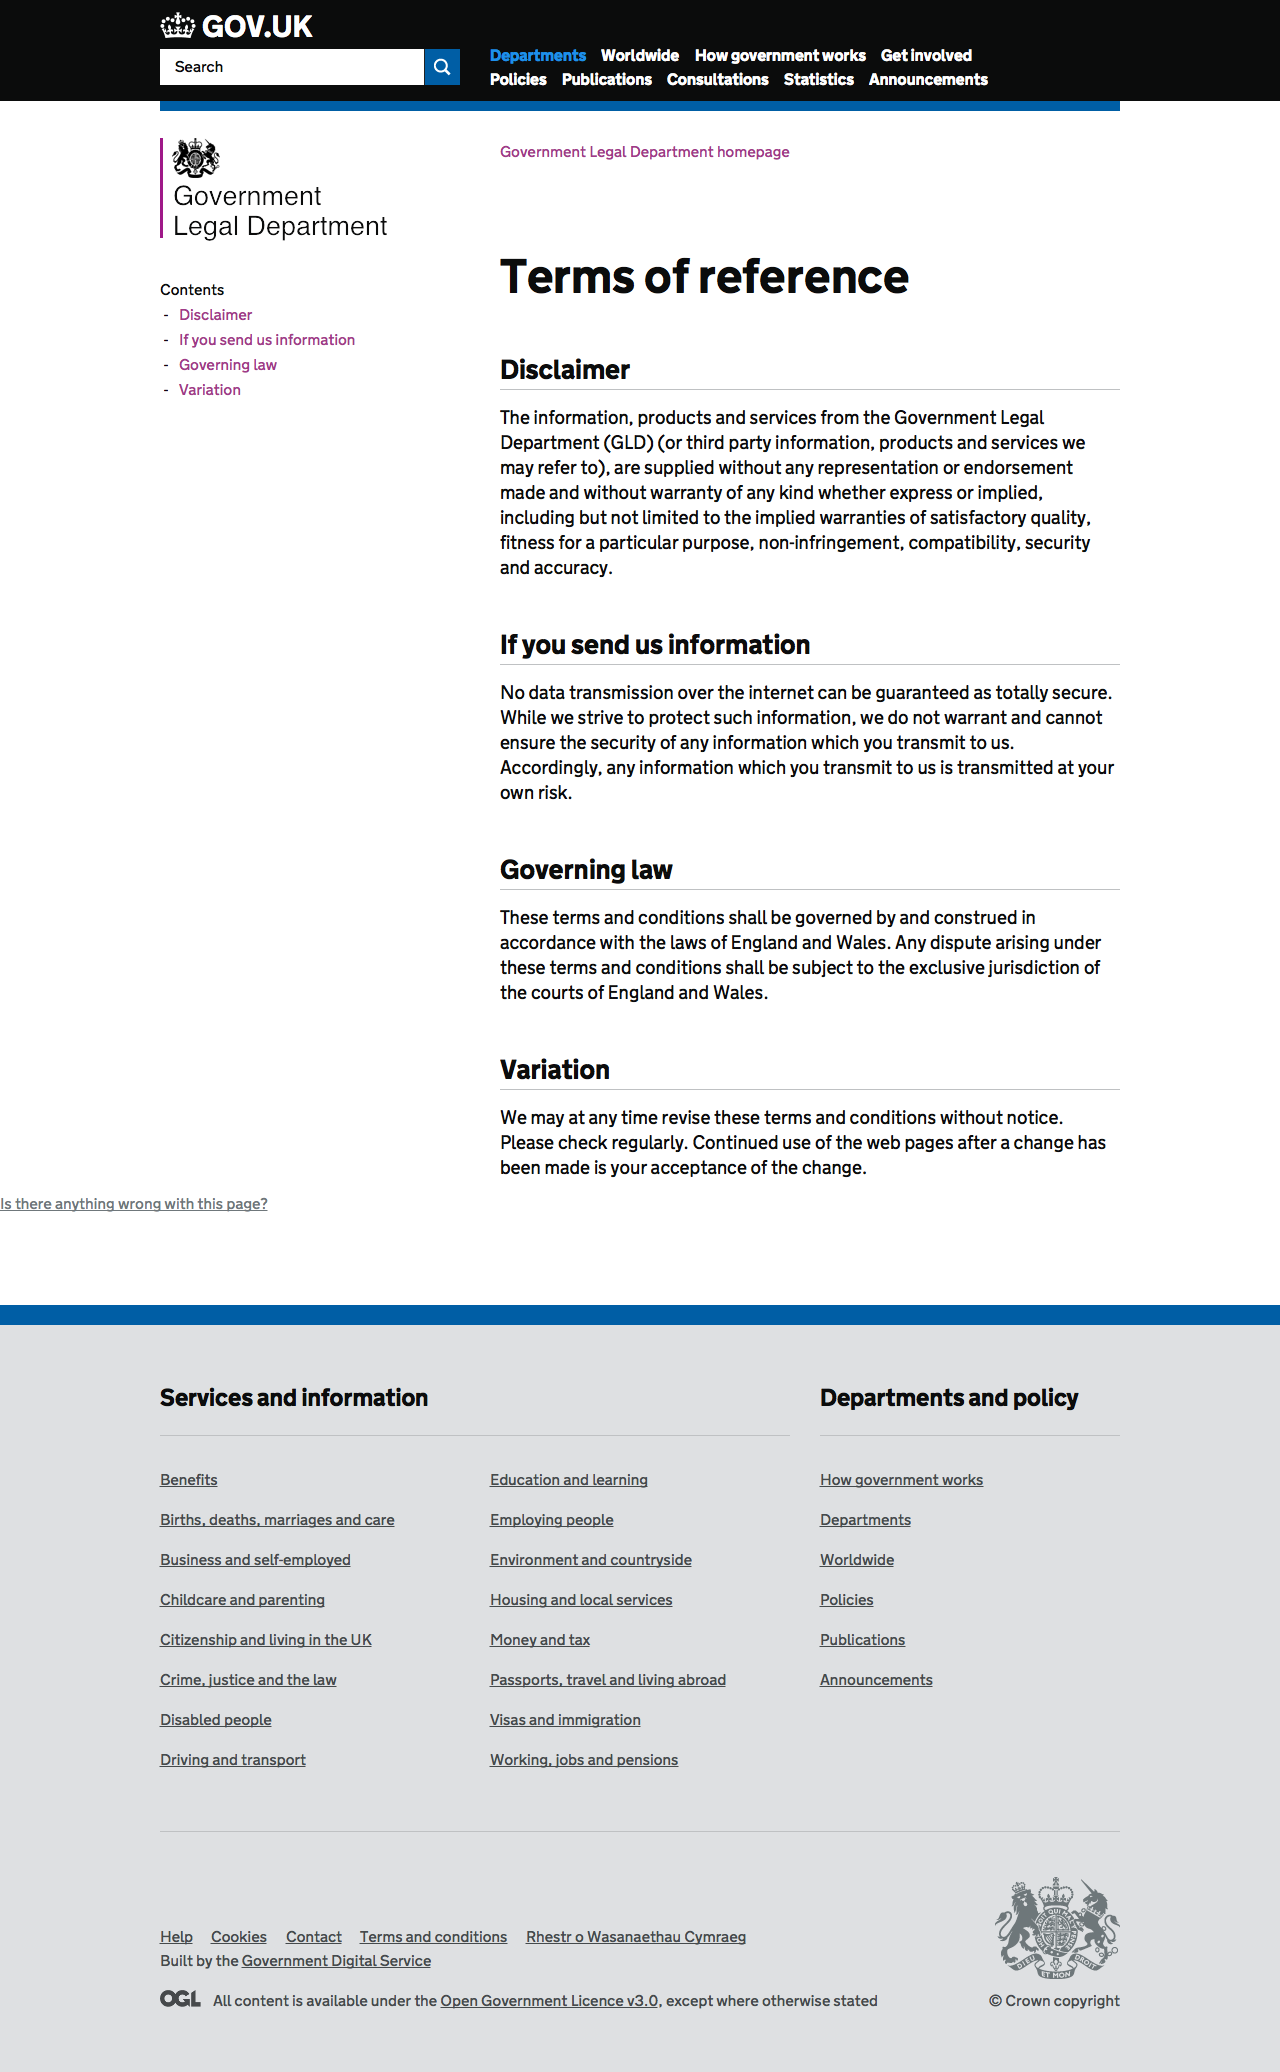 GOV.UK
Search
Departments Worldwide How government works Get involved
Policies Publications Consultations Statistics Announcements
Government
Legal Department
Government Legal Department homepage
Contents
- Disclaimer
- If you send us information
- Governing law
- Variation
Terms of reference
Disclaimer
The information, products and services from the Government Legal
Department (GLD) (or third party information, products and services we
may refer to), are supplied without any representation or endorsement
made and without warranty of any kind whether express or implied,
including but not limited to the implied warranties of satisfactory quality,
fitness for a particular purpose, non-infringement, compatibility, security
and accuracy.
If you send us information
No data transmission over the internet can be guaranteed as totally secure.
While we strive to protect such information, we do not warrant and cannot
ensure the security of any information which you transmit to us.
Accordingly, any information which you transmit to us is transmitted at your
own risk.
Governing law
These terms and conditions shall be governed by and construed in
accordance with the laws of England and Wales. Any dispute arising under
these terms and conditions shall be subject to the exclusive jurisdiction of
the courts of England and Wales.
Variation
We may at any time revise these terms and conditions without notice.
Please check regularly. Continued use of the web pages after a change has
been made is your acceptance of the change.
Is there anything wrong with this page?
Services and information
Benefits
Births, deaths, marriages and care
Business and self-employed
Childcare and parenting
Citizenship and living in the UK
Crime, justice and the law
Disabled people
Driving and transport
Education and learning
Employing people
Environment and countryside
Housing and local services
Money and tax
Passports, travel and living abroad
Visas and immigration
Working, jobs and pensions
Departments and policy
How government works
Departments
Worldwide
Policies
Publications
Announcements
Help Cookies Contact Terms and conditions Rhestr o Wasanaethau Cymraeg
Built by the Government Digital Service
OGL All content is available under the Open Government Licence v3.0, except where otherwise stated
DIEU ET MON DROIT
© Crown copyright